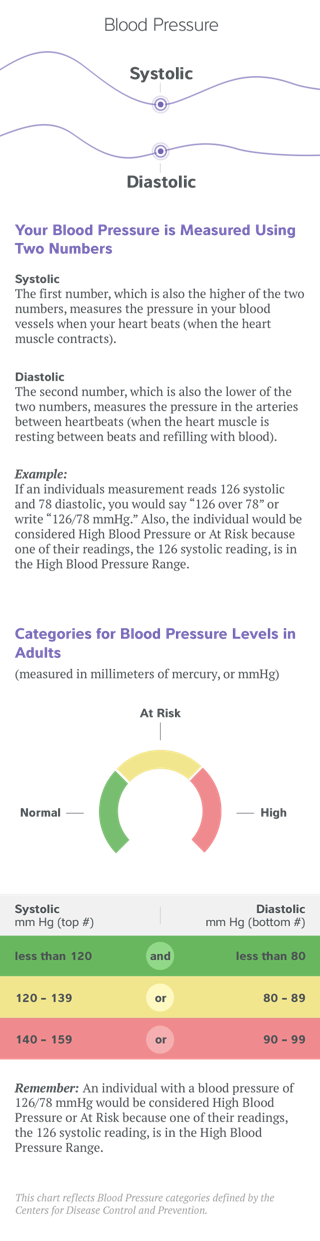 Blood Pressure
Systolic
Diastolic
Your Blood Pressure is Measured Using
Two Numbers
Systolic
The first number, which is also the higher of the two
numbers, measures the pressure in your blood
vessels when your heart beats (when the heart
muscle contracts).
Diastolic
The second number, which is also the lower of the
two numbers, measures the pressure in the arteries
between heartbeats (when the heart muscle is
resting between beats and refilling with blood).
Example:
If an individuals measurement reads 126 systolic
and 78 diastolic, you would say “126 over 78” or
write “126/78 mmHg.” Also, the individual would be
considered High Blood Pressure or At Risk because
one of their readings, the 126 systolic reading, is in
the High Blood Pressure Range.
Categories for Blood Pressure Levels in
Adults
(measured in millimeters of mercury, or mmHg)
At Risk
Normal
High
Systolic Diastolic
mm Hg (top #) mm Hg (bottom #)
less than 120 and less than 80
120 – 139 or 80 – 89
140 – 159 or 90 – 99
Remember: An individual with a blood pressure of
126/78 mmHg would be considered High Blood
Pressure or At Risk because one of their readings,
the 126 systolic reading, is in the High Blood
Pressure Range.
This chart reflects Blood Pressure categories defined by the
Centers for Disease Control and Prevention.